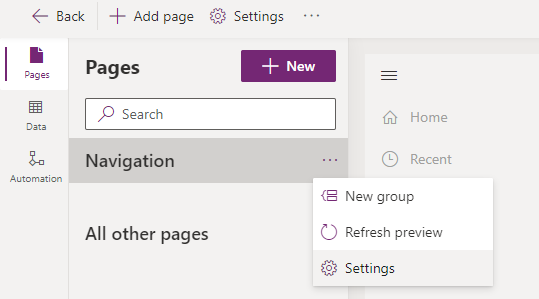 Back Add page Settings ...
Pages
Data
Automation
Pages
New
Search
Navigation ...
All other pages
New group
Refresh preview
Settings
Home
Recent